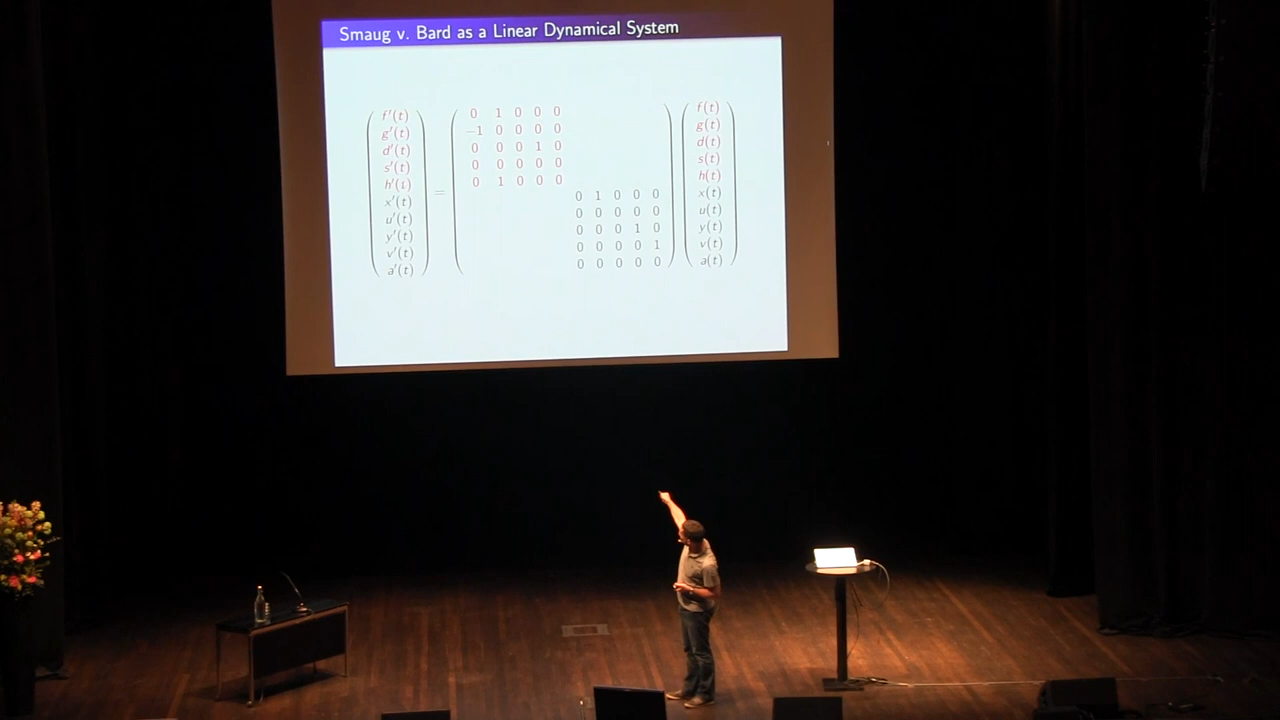 Smaug v. Bard as a Linear Dynamical System
f′(t) 0 1 0 0 0 f(t)
g′(t) −1 0 0 0 0 g(t)
d′(t) 0 0 0 1 0 d(t)
s′(t) 0 0 0 0 0 s(t)
h′(t) 0 1 0 0 0 h(t)
=
x′(t) 0 1 0 0 0 x(t)
u′(t) 0 0 0 0 0 u(t)
y′(t) 0 0 0 1 0 y(t)
v′(t) 0 0 0 0 1 v(t)
a′(t) 0 0 0 0 0 a(t)